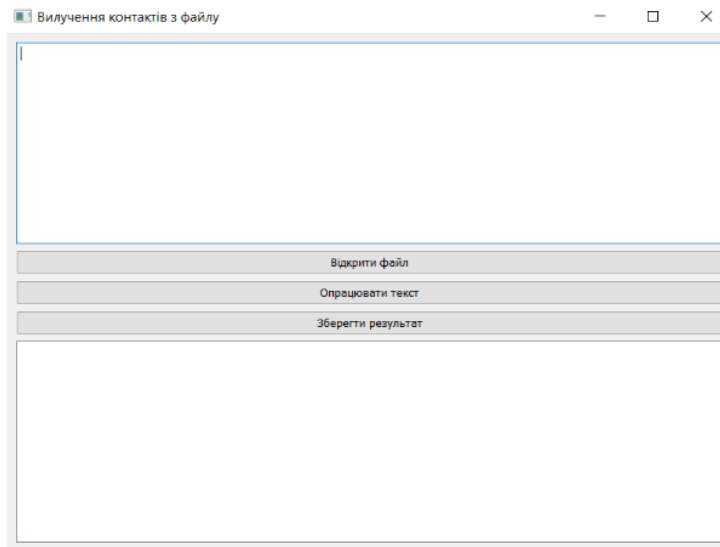 Вилучення контактів з файлу
Відкрити файл
Опрацювати текст
Зберегти результат